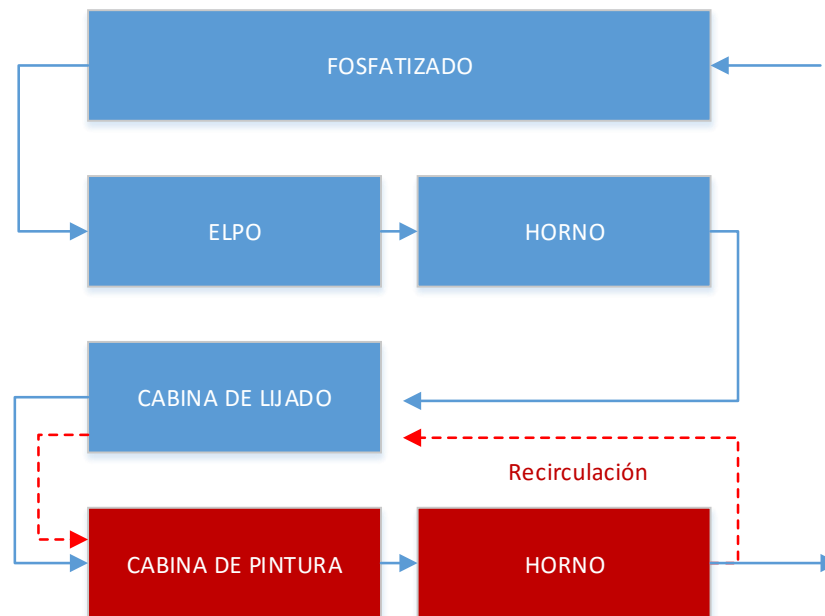 FOSFATIZADO
ELPO
HORNO
CABINA DE LIJADO
Recirculación
CABINA DE PINTURA
HORNO